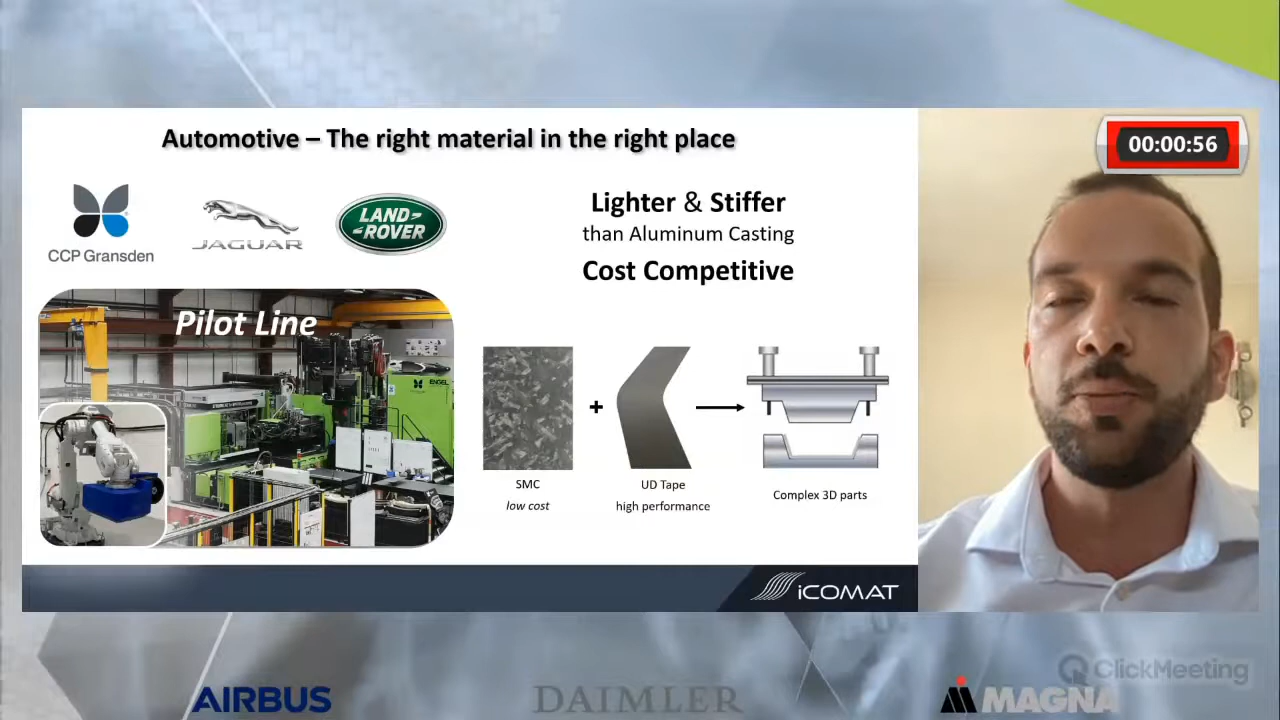 Automotive – The right material in the right place
00:00:56
CCP Gransden
JAGUAR
LAND-
-ROVER
Lighter & Stiffer
than Aluminum Casting
Cost Competitive
Pilot Line
ENGEL
SMC
low cost
+
UD Tape
high performance
Complex 3D parts
iCOMAT
ClickMeeting
AIRBUS
DAIMLER
MAGNA